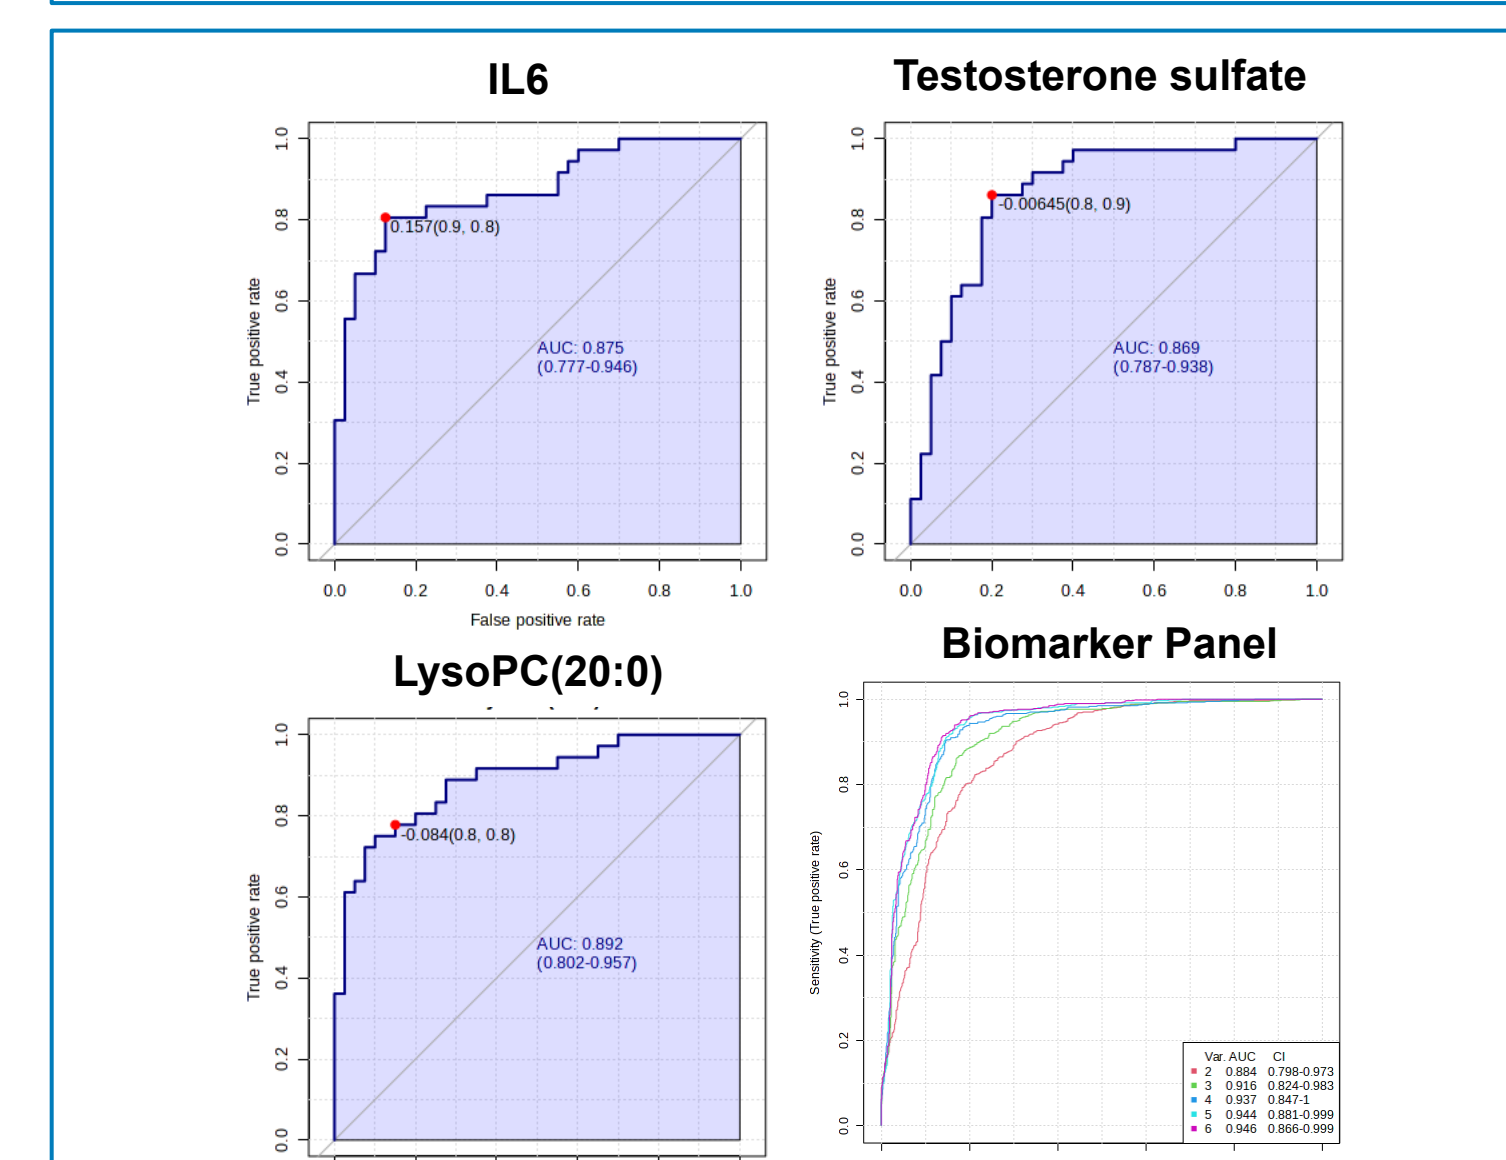 IL6
1.0
0.8
0.6
0.4
0.2
0.0
True positive rate
0.157(0.9, 0.8)
AUC: 0.875
(0.777-0.946)
0.0 0.2 0.4 0.6 0.8 1.0
False positive rate
Testosterone sulfate
1.0
0.8
0.6
0.4
0.2
0.0
True positive rate
-0.00645(0.8, 0.9)
AUC: 0.869
(0.787-0.938)
0.0 0.2 0.4 0.6 0.8 1.0
LysoPC(20:0)
1.0
0.8
0.6
0.4
0.2
0.0
True positive rate
-0.084(0.8, 0.8)
AUC: 0.892
(0.802-0.957)
Biomarker Panel
1.0
0.8
0.6
0.4
0.2
0.0
Sensitivity (True positive rate)
Var. AUC CI
2 0.884 0.798-0.973
3 0.916 0.824-0.983
4 0.937 0.847-1
5 0.944 0.881-0.999
6 0.946 0.866-0.999